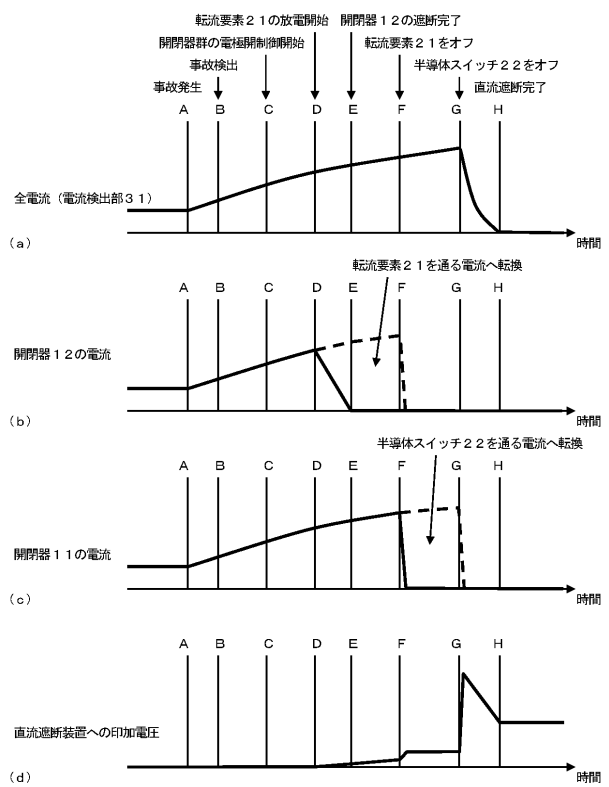 転流要素２１の放電開始　開閉器１２の遮断完了
開閉器群の電極開制御開始　転流要素２１をオフ
事故検出　半導体スイッチ２２をオフ
事故発生　直流遮断完了
A B C D E F G H
全電流（電流検出部３１）
（a）　時間
転流要素２１を通る電流へ転換
A B C D E F G H
開閉器１２の電流
（b）　時間
半導体スイッチ２２を通る電流へ転換
A B C D E F G H
開閉器１１の電流
（c）　時間
A B C D E F G H
直流遮断装置への印加電圧
（d）　時間